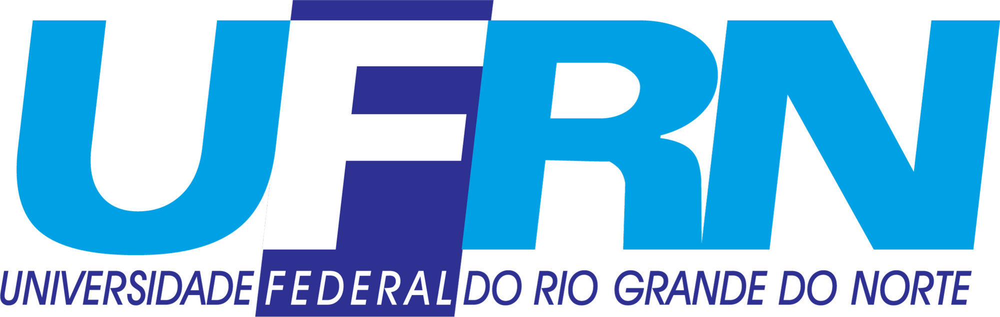 UFRN
UNIVERSIDADE FEDERAL DO RIO GRANDE DO NORTE